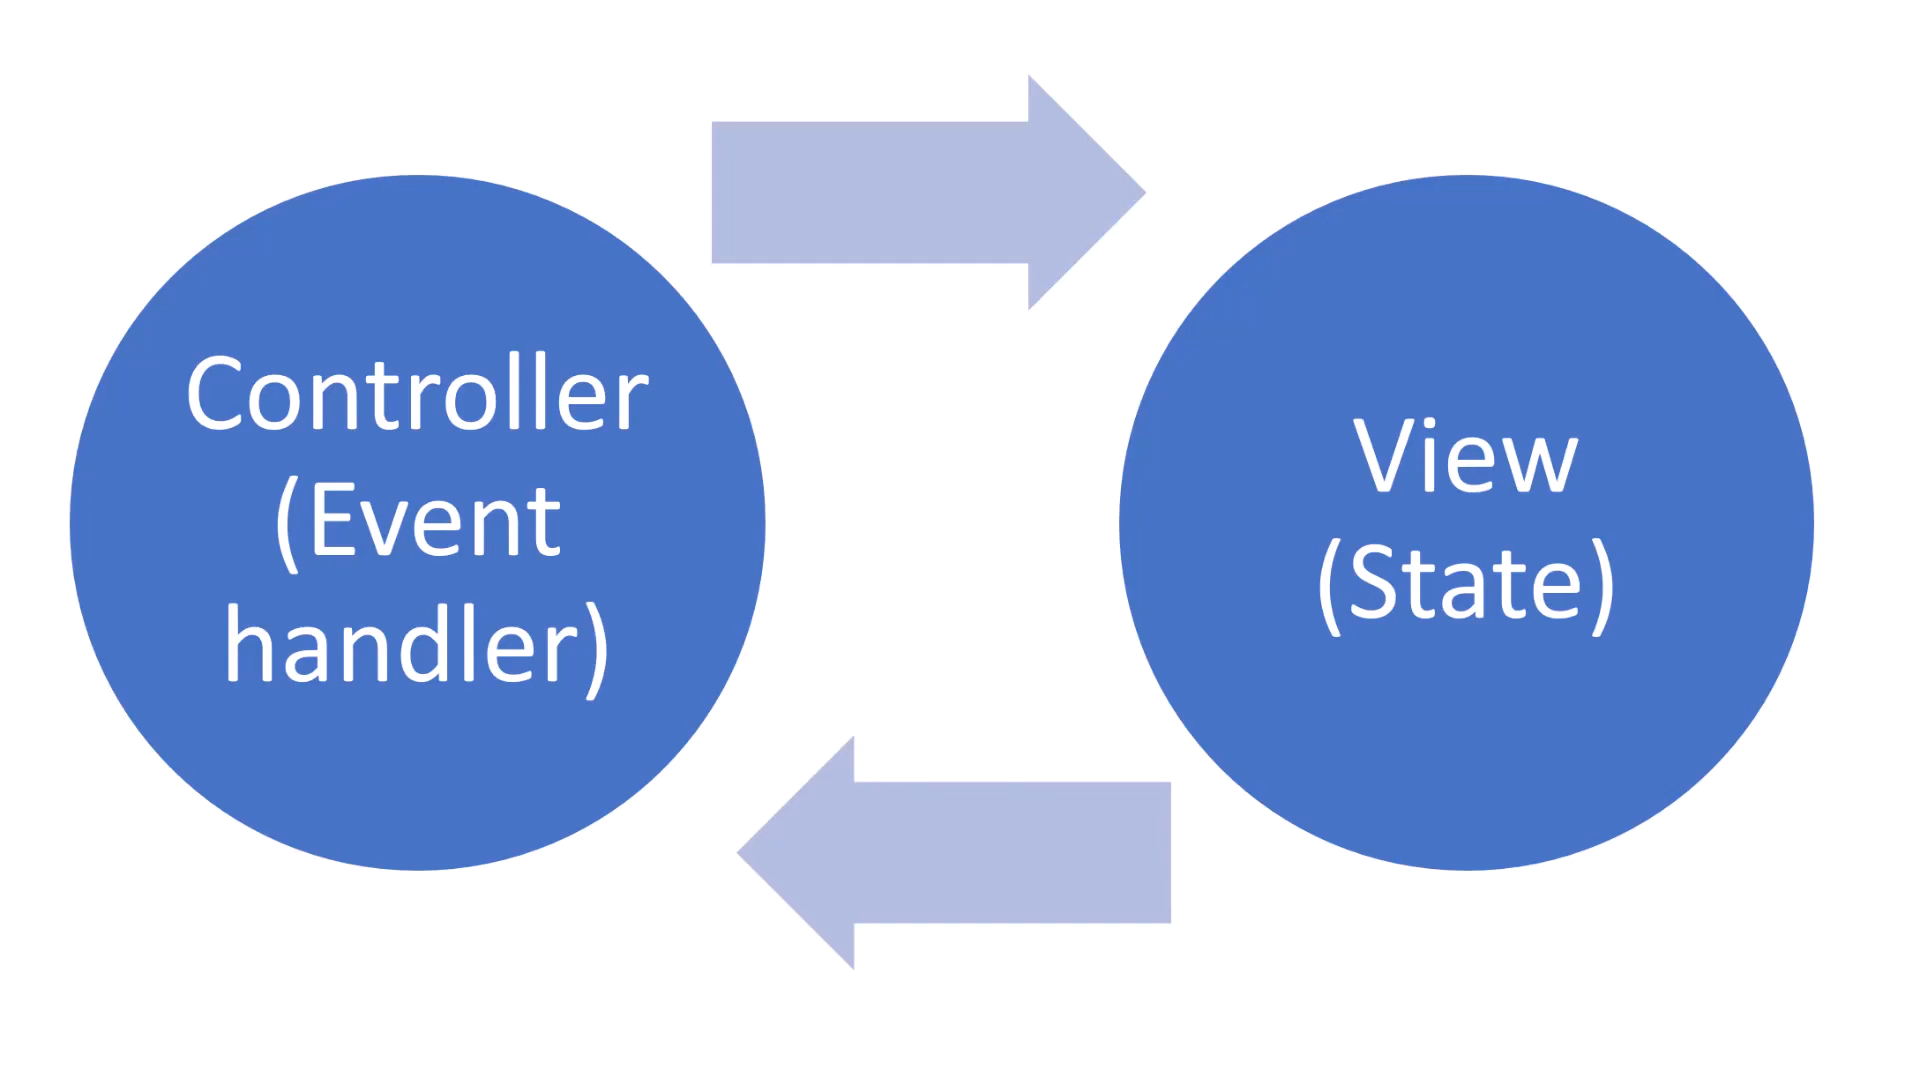 Controller
(Event
handler)
View
(State)